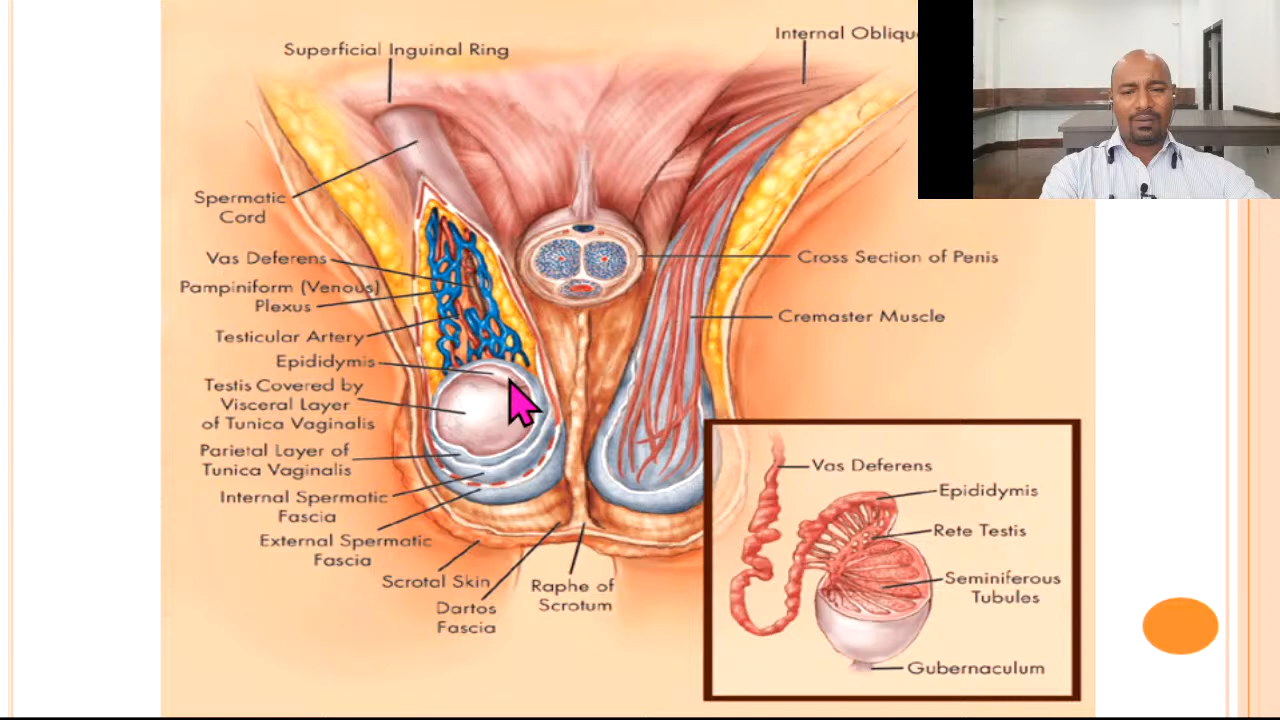 Superficial Inguinal Ring
Internal
Spermatic
Cord
Vas Deferens
Pampiniform (Venous)
Plexus
Testicular Artery
Epididymis
Testis Covered by
Visceral Layer
of Tunica Vaginalis
Parietal Layer of
Tunica Vaginalis
Internal Spermatic
Fascia
External Spermatic
Fascia
Scrotal Skin
Dartos
Fascia
Raphe of
Scrotum
Cross Section of Penis
Cremaster Muscle
Vas Deferens
Epididymis
Rete Testis
Seminiferous
Tubules
Gubernaculum